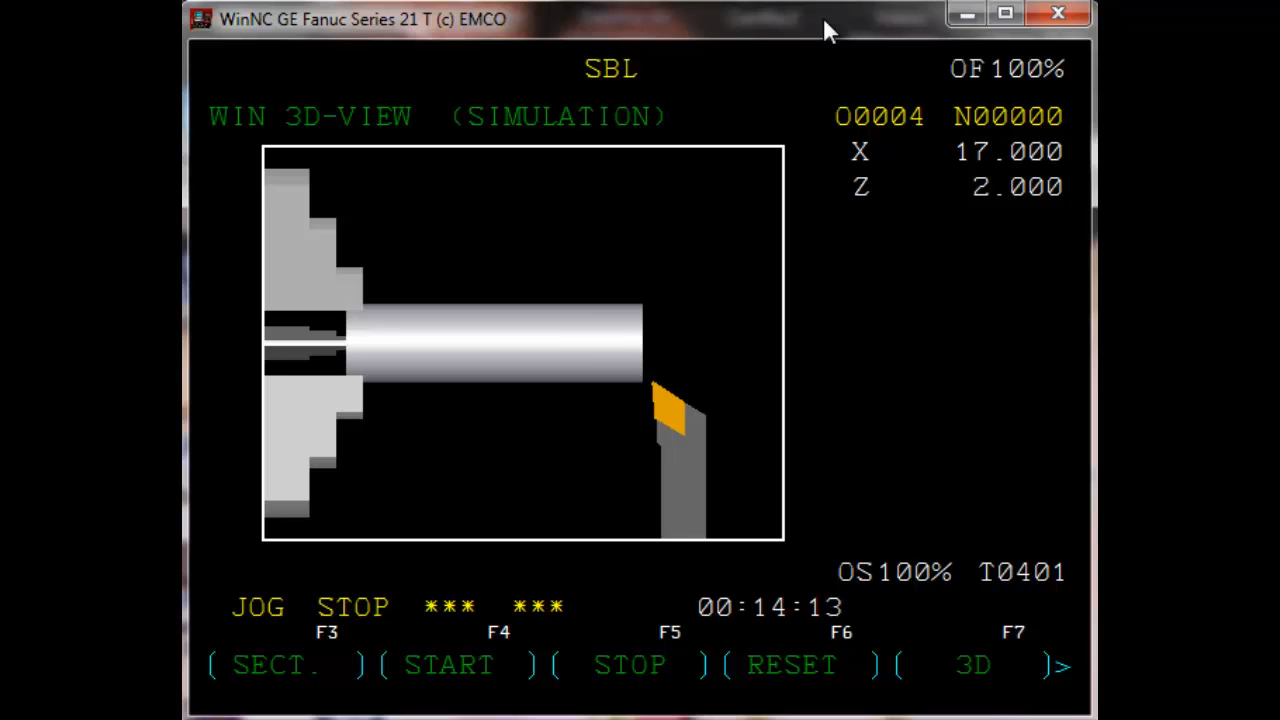 WinNC GE Fanuc Series 21 T (c) EMCO
SBL OF100%
WIN 3D-VIEW (SIMULATION) O0004 N00000
X 17.000
Z 2.000
OS100% T0401
JOG STOP *** *** 00:14:13
F3 F4 F5 F6 F7
( SECT. )( START )( STOP )( RESET )( 3D )>